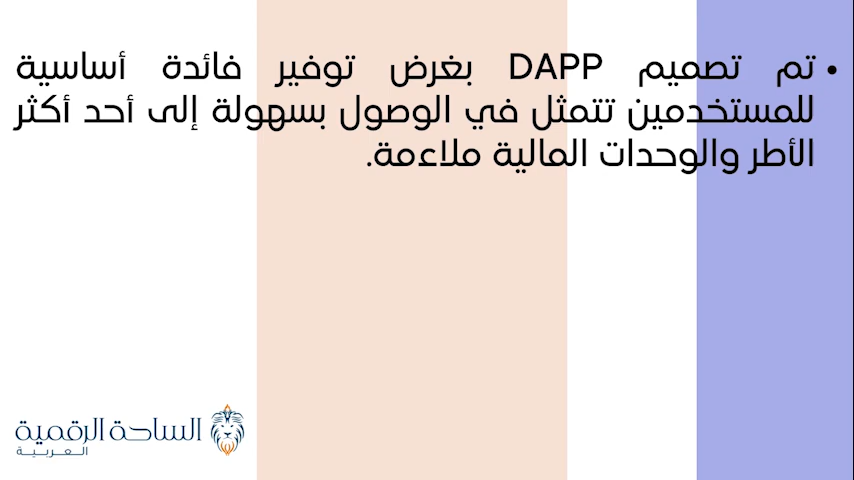 • تم تصميم DAPP بغرض توفير فائدة أساسية
للمستخدمين تتمثل في الوصول بسهولة إلى أحد أكثر
الأطر والوحدات المالية ملاءمة.
الساحة الرقمية
العربية